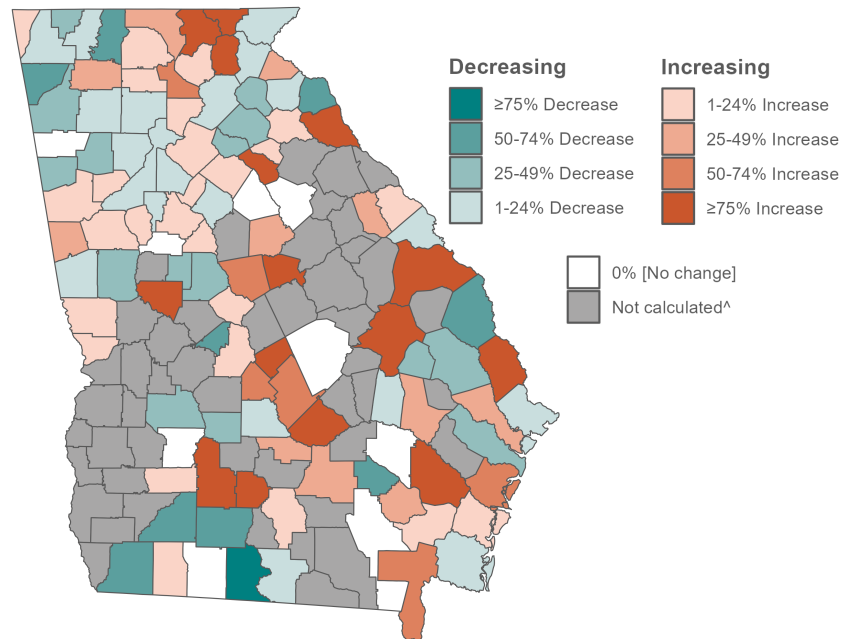 Decreasing
≥75% Decrease
50-74% Decrease
25-49% Decrease
1-24% Decrease
Increasing
1-24% Increase
25-49% Increase
50-74% Increase
≥75% Increase
0% [No change]
Not calculated^